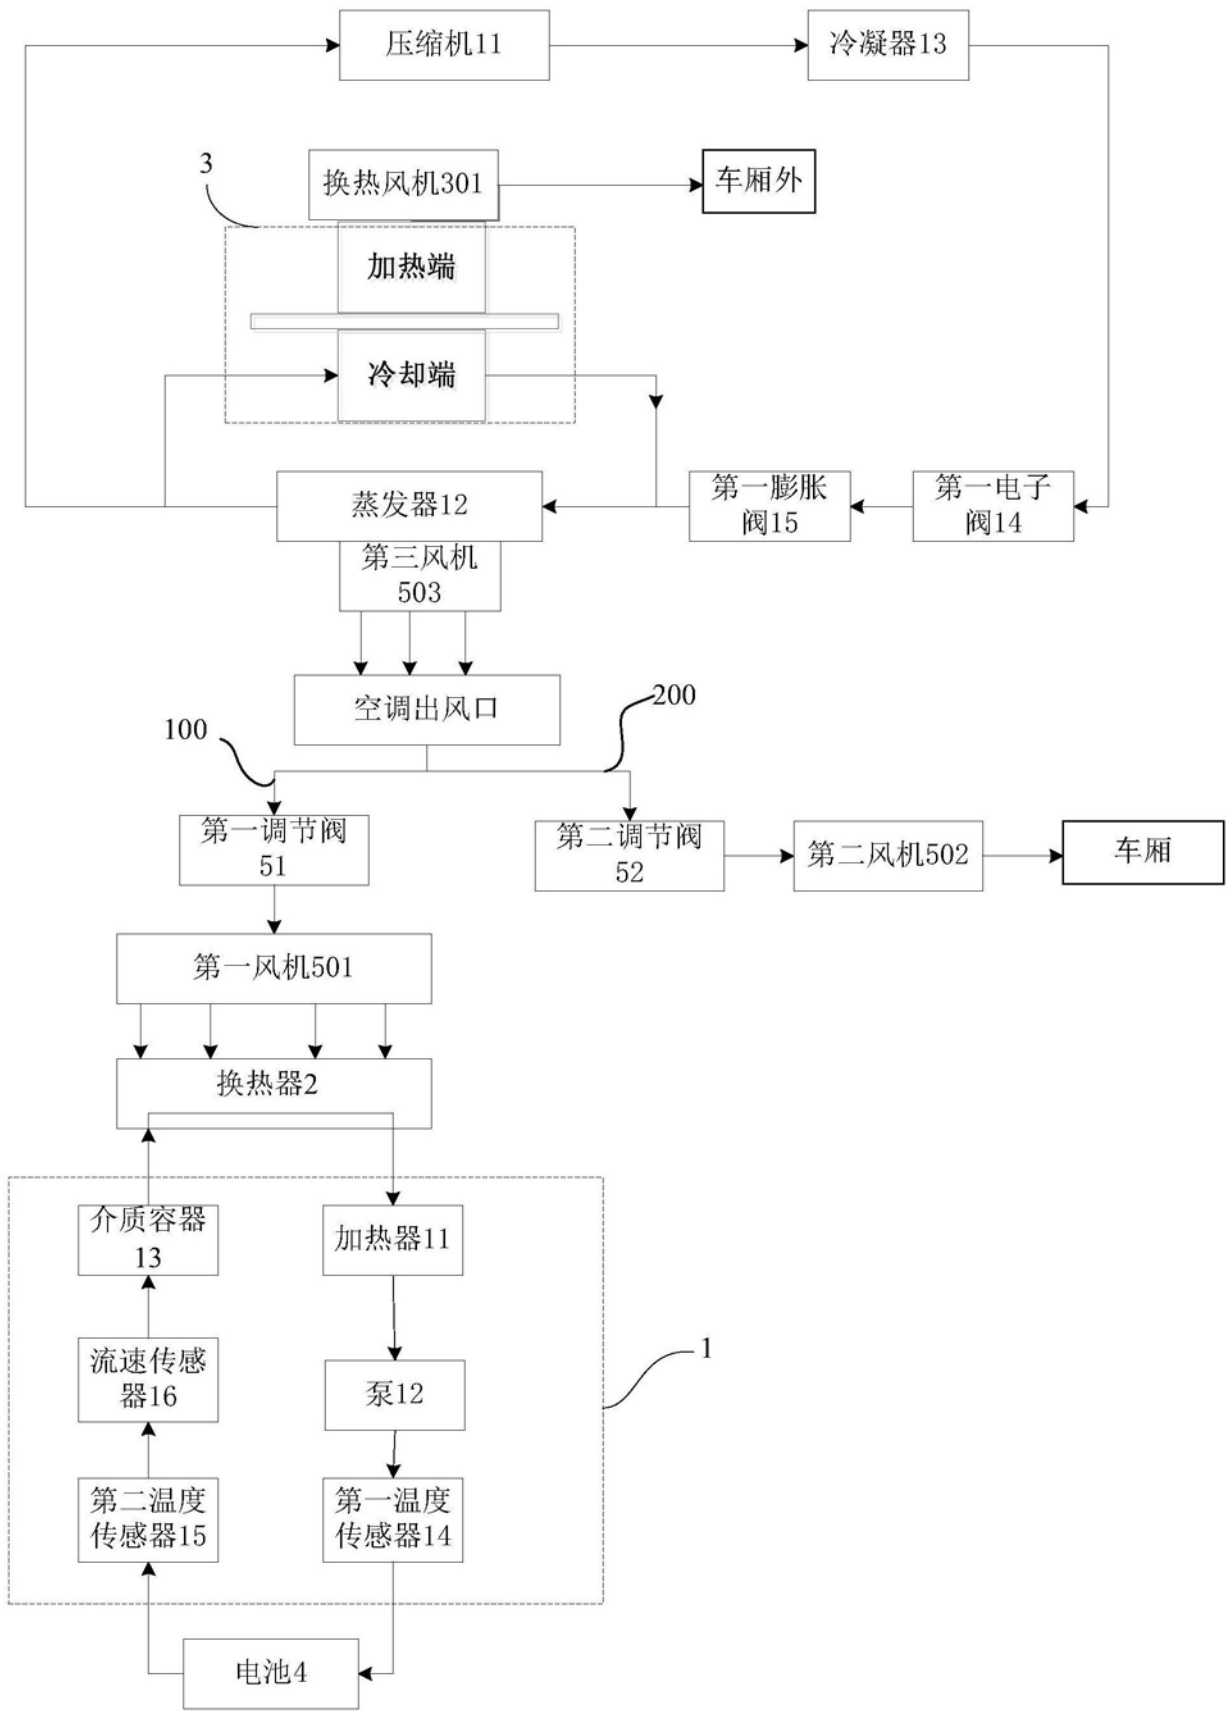 压缩机11
冷凝器13
3
换热风机301
车厢外
加热端
冷却端
蒸发器12
第一膨胀
阀15
第一电子
阀14
第三风机
503
空调出风口
200
100
第一调节阀
51
第二调节阀
52
第二风机502
车厢
第一风机501
换热器2
介质容器
13
加热器11
流速传感
器16
泵12
1
第二温度
传感器15
第一温度
传感器14
电池4